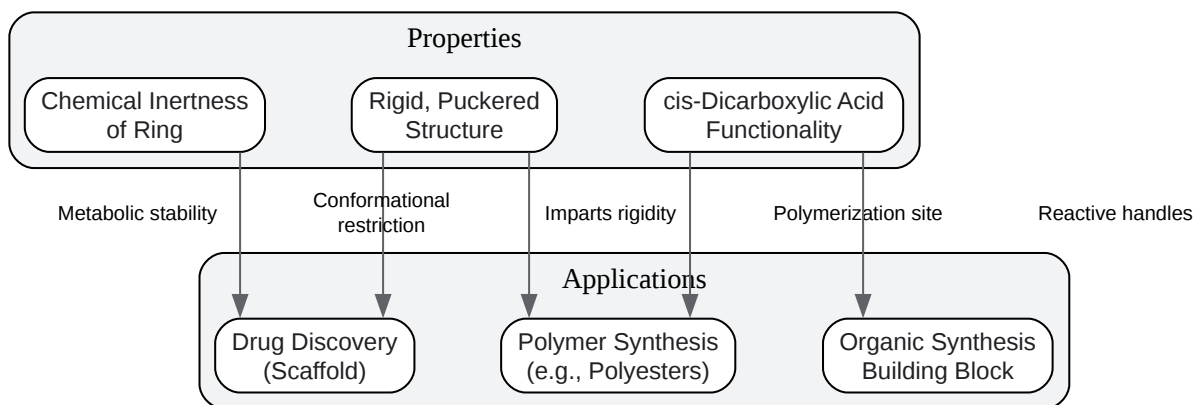 Properties
Chemical Inertness
of Ring
Rigid, Puckered
Structure
cis-Dicarboxylic Acid
Functionality
Metabolic stability
Conformational
restriction
Imparts rigidity
Polymerization site
Reactive handles
Applications
Drug Discovery
(Scaffold)
Polymer Synthesis
(e.g., Polyesters)
Organic Synthesis
Building Block